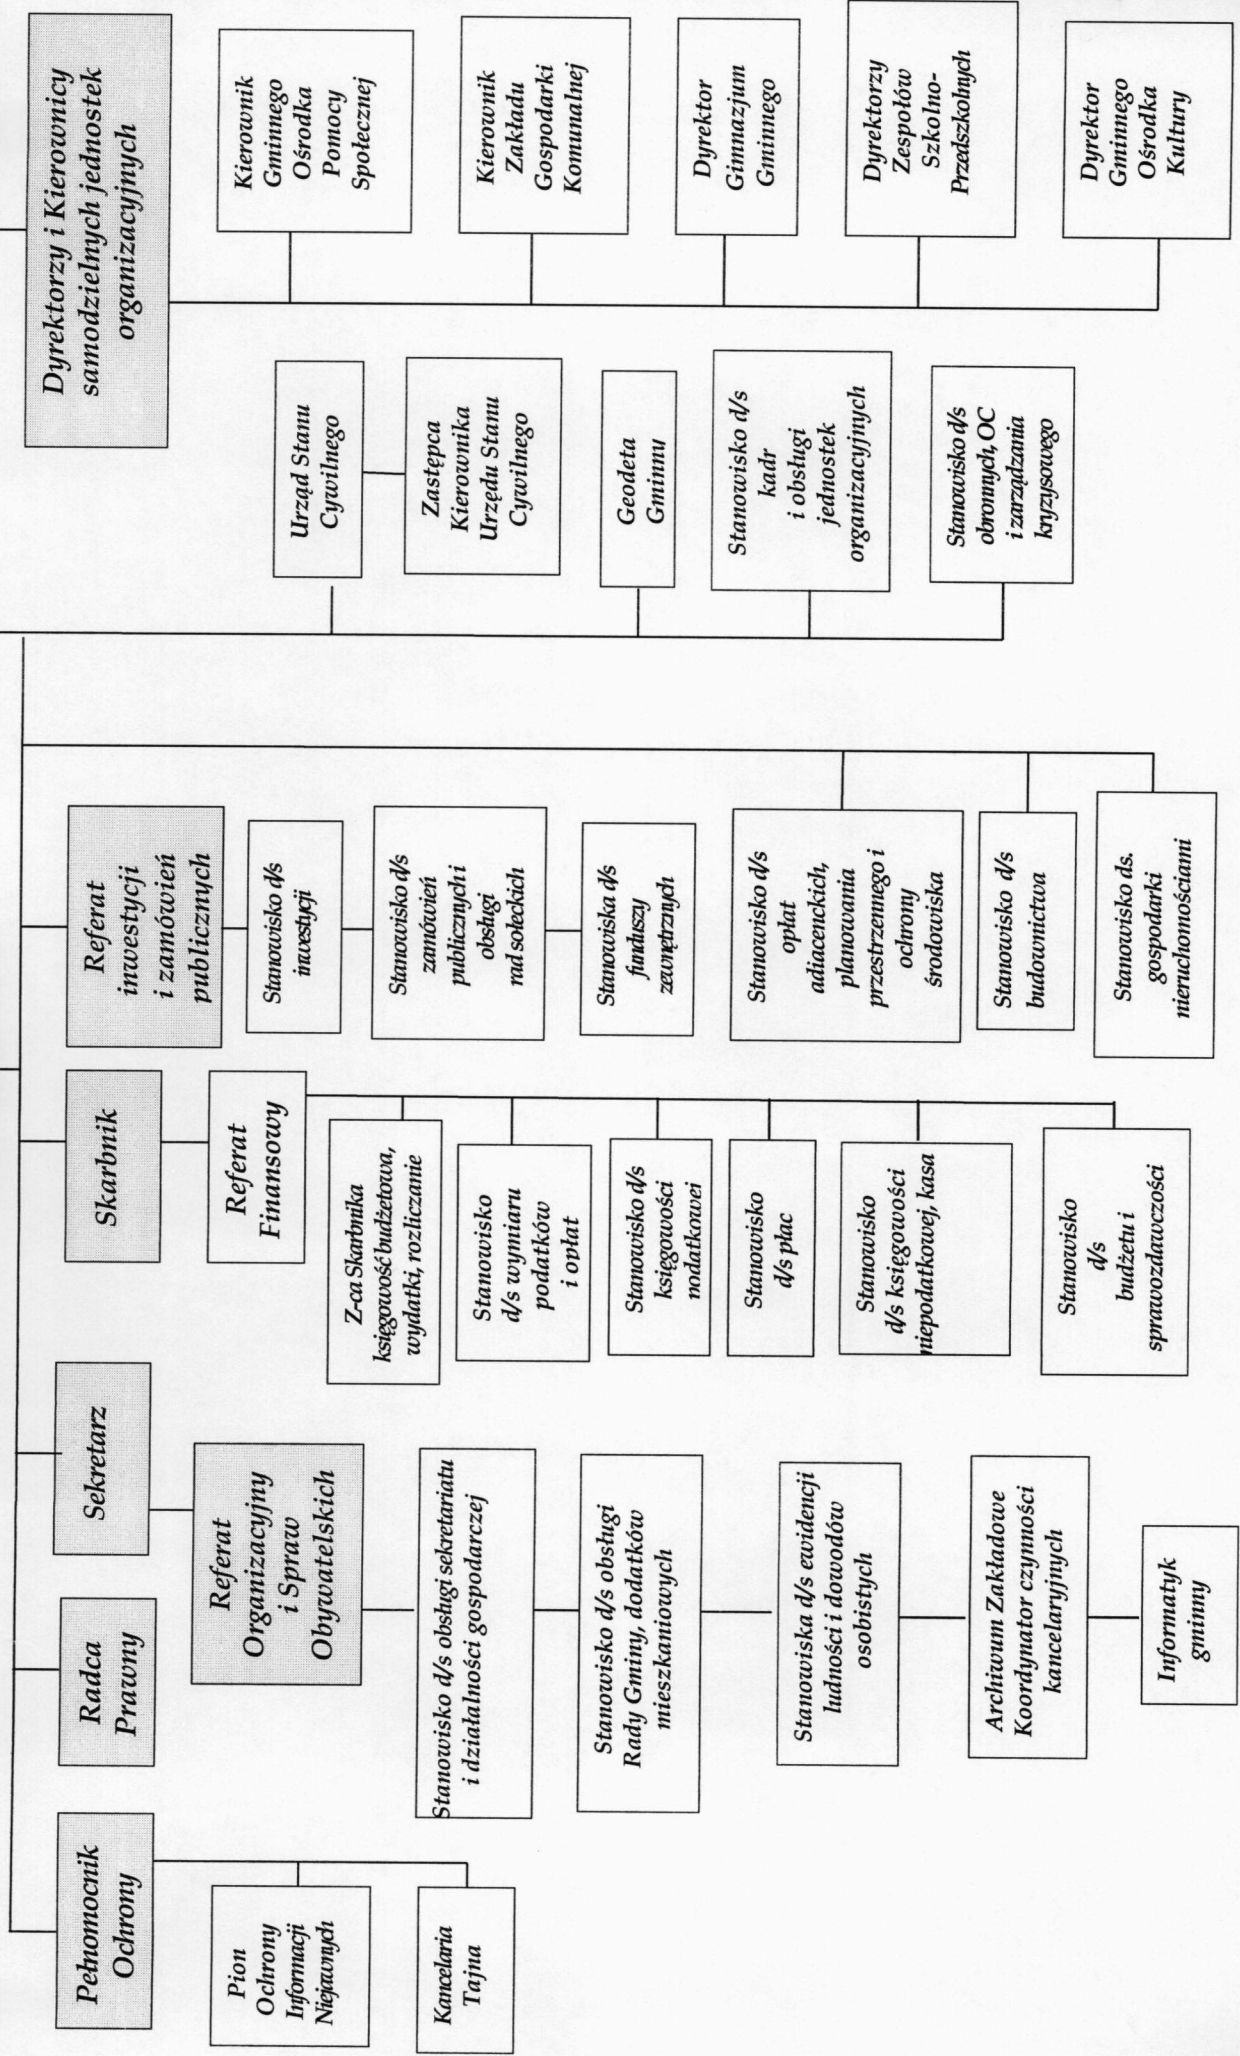 Pełnomocnik
Ochrony
Pion
Ochrony
Informacji
Niejawnych
Kancelaria
Tajna
Radca
Prawny
Sekretarz
Referat
Organizacyjny
i Spraw
Obywatelskich
Stanowisko d/s obsługi sekretariatu
i działalności gospodarczej
Stanowisko d/s obsługi
Rady Gminy, dodatków
mieszkaniowych
Stanowiska d/s ewidencji
ludności i dowodów
osobistych
Archiwum Zakładowe
Koordynator czynności
kancelaryjnych
Informatyk
gminny
Skarbnik
Referat
Finansowy
Z-ca Skarbnika
księgowość budżetowa,
wydatki, rozliczanie
Stanowisko
d/s wymiaru
podatków
i opłat
Stanowisko d/s
księgowości
nodatkowei
Stanowisko
d/s płac
Stanowisko
d/s księgowości
niepodatkowej, kasa
Stanowisko
d/s
budżetu i
sprawozdawczości
Referat
inwestycji
i zamówień
publicznych
Stanowisko d/s
inwestycji
Stanowisko d/s
zamówień
publicznych i
obsługi
rad sołeckich
Stanowiska d/s
funduszy
zewnętrznych
Stanowisko d/s
opłat
adiacenckich,
planowania
przestrzennego i
ochrony
środowiska
Stanowisko d/s
budownictwa
Stanowisko ds.
gospodarki
nieruchomościami
Urząd Stanu
Cywilnego
Zastępca
Kierownika
Urzędu Stanu
Cywilnego
Geodeta
Gminny
Stanowisko d/s
kadr
i obsługi
jednostek
organizacyjnych
Stanowisko d/s
obronnych, OC
i zarządzania
kryzysowego
Dyrektorzy i Kierownicy
samodzielnych jednostek
organizacyjnych
Kierownik
Gminnego
Ośrodka
Pomocy
Społecznej
Kierownik
Zakładu
Gospodarki
Komunalnej
Dyrektor
Gimnazjum
Gminnego
Dyrektorzy
Zespołów
Szkolno-
Przedszkolnych
Dyrektor
Gminnego
Ośrodka
Kultury